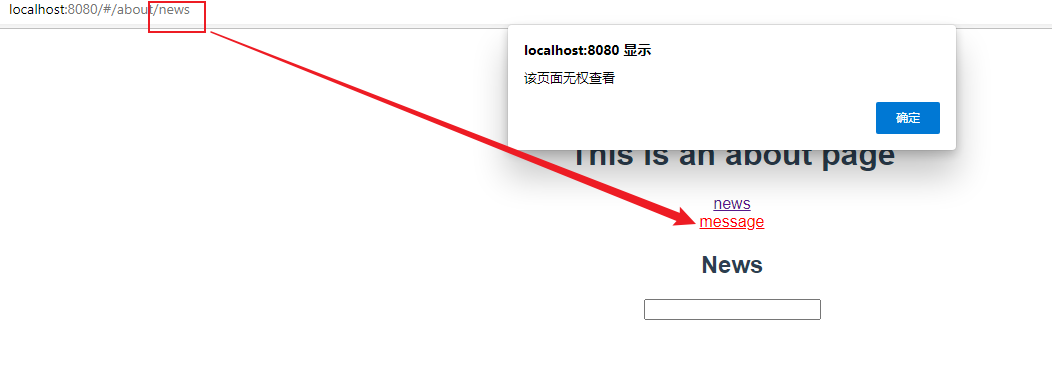 localhost:8080/#/about/news
localhost:8080 显示
该页面无权查看
确定
This is an about page
news
message
News